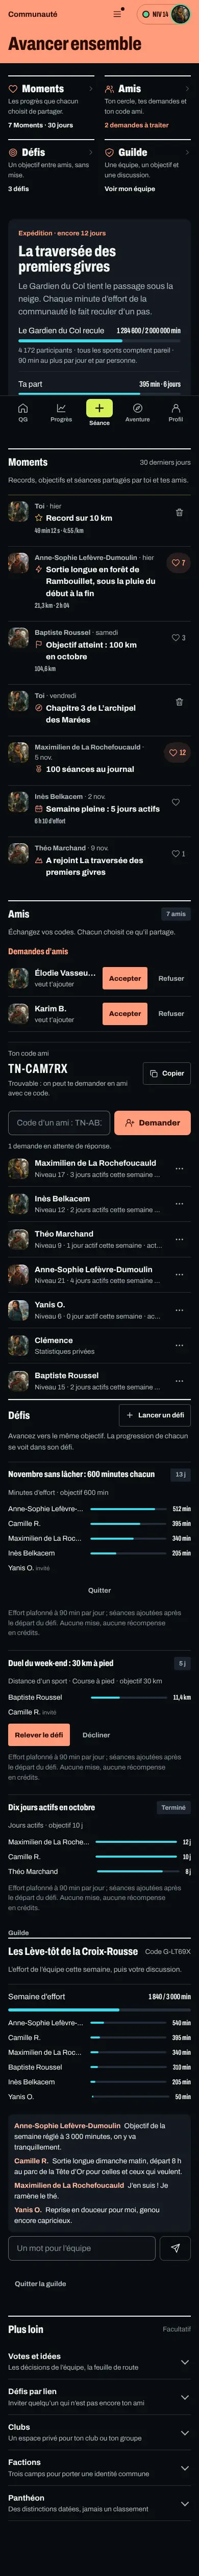 Communauté
NIV 14
Avancer ensemble
Moments
Les progrès que chacun
choisit de partager.
7 Moments · 30 jours
Amis
Ton cercle, tes demandes et
ton code ami.
2 demandes à traiter
Défis
Un objectif entre amis, sans
mise.
3 défis
Guilde
Une équipe, un objectif et
une discussion.
Voir mon équipe
Expédition · encore 12 jours
La traversée des
premiers givres
Le Gardien du Col tient le passage sous la
neige. Chaque minute d'effort de la
communauté le fait reculer d'un pas.
Le Gardien du Col recule 1 284 600 / 2 000 000 min
4 172 participants · tous les sports comptent pareil ·
90 min au plus par jour et par personne.
Ta part 395 min · 6 jours
QG
Progrès
Séance
Aventure
Profil
Moments 30 derniers jours
Records, objectifs et séances partagés par toi et tes amis.
Toi · hier
Record sur 10 km
49 min 12 s · 4:55 /km
Anne-Sophie Lefèvre-Dumoulin · hier
Sortie longue en forêt de
Rambouillet, sous la pluie du
début à la fin
21,3 km · 2 h 04
7
Baptiste Roussel · samedi
Objectif atteint : 100 km
en octobre
104,6 km
3
Toi · vendredi
Chapitre 3 de L'archipel
des Marées
Maximilien de La Rochefoucauld ·
5 nov.
100 séances au journal
12
Inès Belkacem · 2 nov.
Semaine pleine : 5 jours actifs
6 h 10 d'effort
Théo Marchand · 9 nov.
A rejoint La traversée des
premiers givres
1
Amis 7 amis
Échangez vos codes. Chacun choisit ce qu'il partage.
Demandes d'amis
Élodie Vasseu...
veut t'ajouter
Accepter Refuser
Karim B.
veut t'ajouter
Accepter Refuser
Ton code ami
TN-CAM7RX
Trouvable : on peut te demander en ami
avec ce code.
Copier
Code d'un ami : TN-AB:
Demander
1 demande en attente de réponse.
Maximilien de La Rochefoucauld
Niveau 17 · 3 jours actifs cette semaine ...
Inès Belkacem
Niveau 12 · 2 jours actifs cette semaine ...
Théo Marchand
Niveau 9 · 1 jour actif cette semaine · act...
Anne-Sophie Lefèvre-Dumoulin
Niveau 21 · 4 jours actifs cette semaine ...
Yanis O.
Niveau 6 · 0 jour actif cette semaine · ac...
Clémence
Statistiques privées
Baptiste Roussel
Niveau 15 · 2 jours actifs cette semaine ...
Défis
Lancer un défi
Avancez vers le même objectif. La progression de chacun
se voit dans son défi.
Novembre sans lâcher : 600 minutes chacun 13 j
Minutes d'effort · objectif 600 min
Anne-Sophie Lefèvre-... 512 min
Camille R. 395 min
Maximilien de La Roc... 340 min
Inès Belkacem 205 min
Yanis O. invité
Quitter
Effort plafonné à 90 min par jour ; séances ajoutées après
le départ du défi. Aucune mise, aucune récompense
en crédits.
Duel du week-end : 30 km à pied 5 j
Distance d'un sport · Course à pied · objectif 30 km
Baptiste Roussel 11,4 km
Camille R. invité
Relever le défi Décliner
Effort plafonné à 90 min par jour ; séances ajoutées après
le départ du défi. Aucune mise, aucune récompense
en crédits.
Dix jours actifs en octobre Terminé
Jours actifs · objectif 10 j
Maximilien de La Roche... 12 j
Camille R. 10 j
Théo Marchand 8 j
Effort plafonné à 90 min par jour ; séances ajoutées après
le départ du défi. Aucune mise, aucune récompense
en crédits.
Guilde
Les Lève-tôt de la Croix-Rousse Code G-LT69X
L'effort de l'équipe cette semaine, puis votre discussion.
Semaine d'effort 1 840 / 3 000 min
Anne-Sophie Lefèvre-... 540 min
Camille R. 395 min
Maximilien de La Roc... 340 min
Baptiste Roussel 310 min
Inès Belkacem 205 min
Yanis O. 50 min
Anne-Sophie Lefèvre-Dumoulin Objectif de la
semaine réglé à 3 000 minutes, on y va
tranquillement.
Camille R. Sortie longue dimanche matin, départ 8 h
au parc de la Tête d'Or pour celles et ceux qui veulent.
Maximilien de La Rochefoucauld J'en suis ! Je
ramène le thé.
Yanis O. Reprise en douceur pour moi, genou
encore capricieux.
Un mot pour l'équipe
Quitter la guilde
Plus loin Facultatif
Votes et idées
Les décisions de l'équipe, la feuille de route
Défis par lien
Inviter quelqu'un qui n'est pas encore ton ami
Clubs
Un espace privé pour ton club ou ton groupe
Factions
Trois camps pour porter une identité commune
Panthéon
Des distinctions datées, jamais un classement